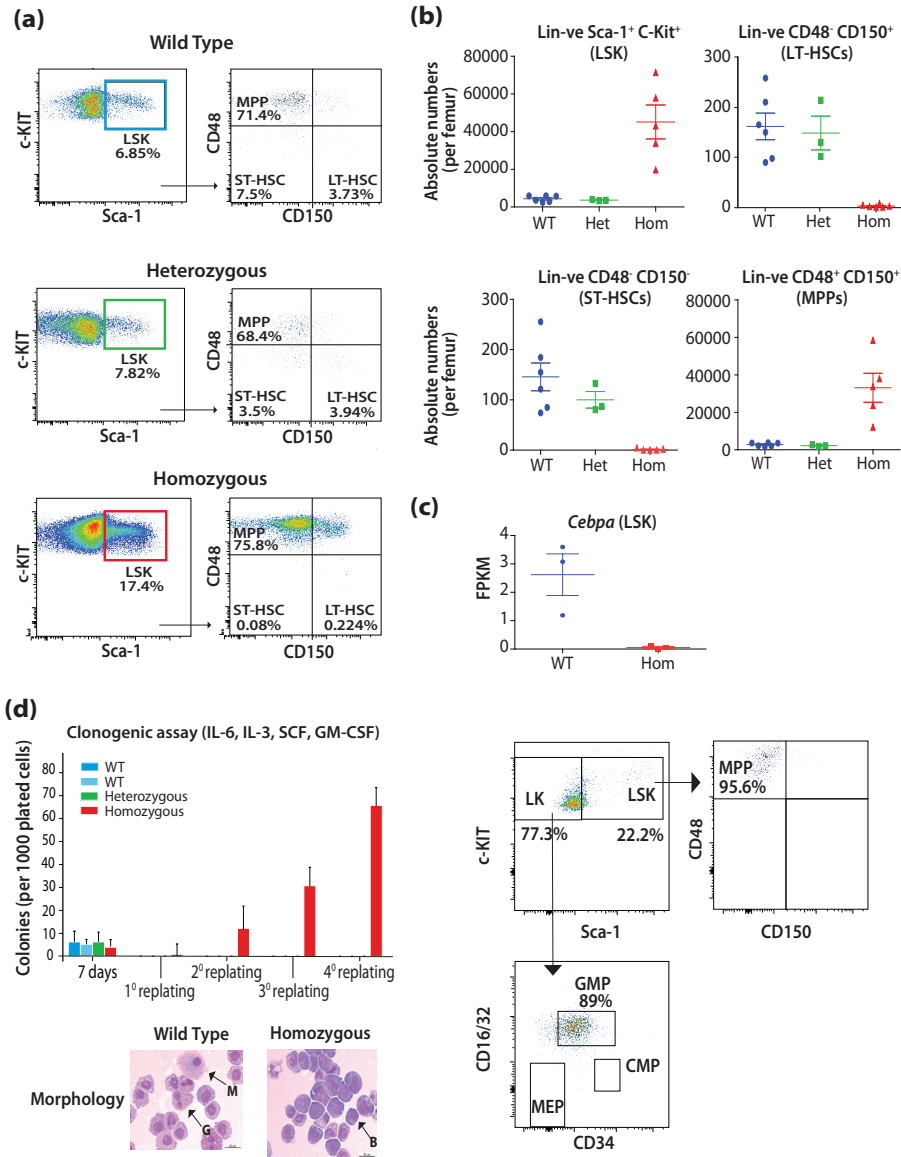 (a)
Wild Type
c-KIT
LSK
6.85%
Sca-1
CD48
MPP
71.4%
ST-HSC
7.5%
LT-HSC
3.73%
CD150
Heterozygous
c-KIT
LSK
7.82%
Sca-1
CD48
MPP
68.4%
ST-HSC
3.5%
LT-HSC
3.94%
CD150
Homozygous
c-KIT
LSK
17.4%
Sca-1
CD48
MPP
75.8%
ST-HSC
0.08%
LT-HSC
0.224%
CD150
(b)
Lin-ve Sca-1⁺ C-Kit⁺
(LSK)
Absolute numbers
(per femur)
80000
60000
40000
20000
0
WT Het Hom
Lin-ve CD48⁻ CD150⁺
(LT-HSCs)
300
200
100
0
WT Het Hom
Lin-ve CD48⁻ CD150⁻
(ST-HSCs)
Absolute numbers
(per femur)
300
200
100
0
WT Het Hom
Lin-ve CD48⁺ CD150⁺
(MPPs)
80000
60000
40000
20000
0
WT Het Hom
(c)
Cebpa (LSK)
FPKM
4
3
2
1
0
WT Hom
(d)
Clonogenic assay (IL-6, IL-3, SCF, GM-CSF)
Colonies (per 1000 plated cells)
80
70
60
50
40
30
20
10
0
WT
WT
Heterozygous
Homozygous
7 days
1⁰ replating
2⁰ replating
3⁰ replating
4⁰ replating
Wild Type
Homozygous
Morphology
M
G
B
c-KIT
LK
77.3%
LSK
22.2%
Sca-1
CD48
MPP
95.6%
CD150
CD16/32
GMP
89%
CMP
MEP
CD34